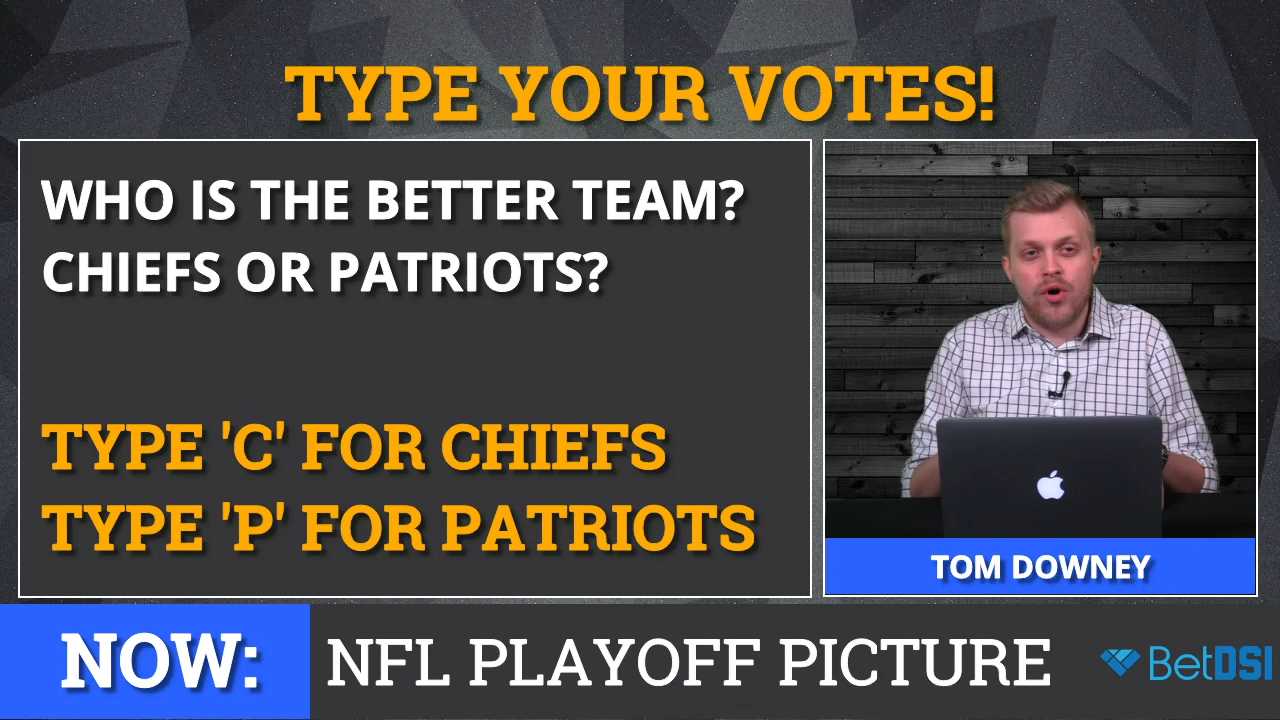 TYPE YOUR VOTES!
WHO IS THE BETTER TEAM?
CHIEFS OR PATRIOTS?
TYPE 'C' FOR CHIEFS
TYPE 'P' FOR PATRIOTS
TOM DOWNEY
NOW: NFL PLAYOFF PICTURE
BetDSI